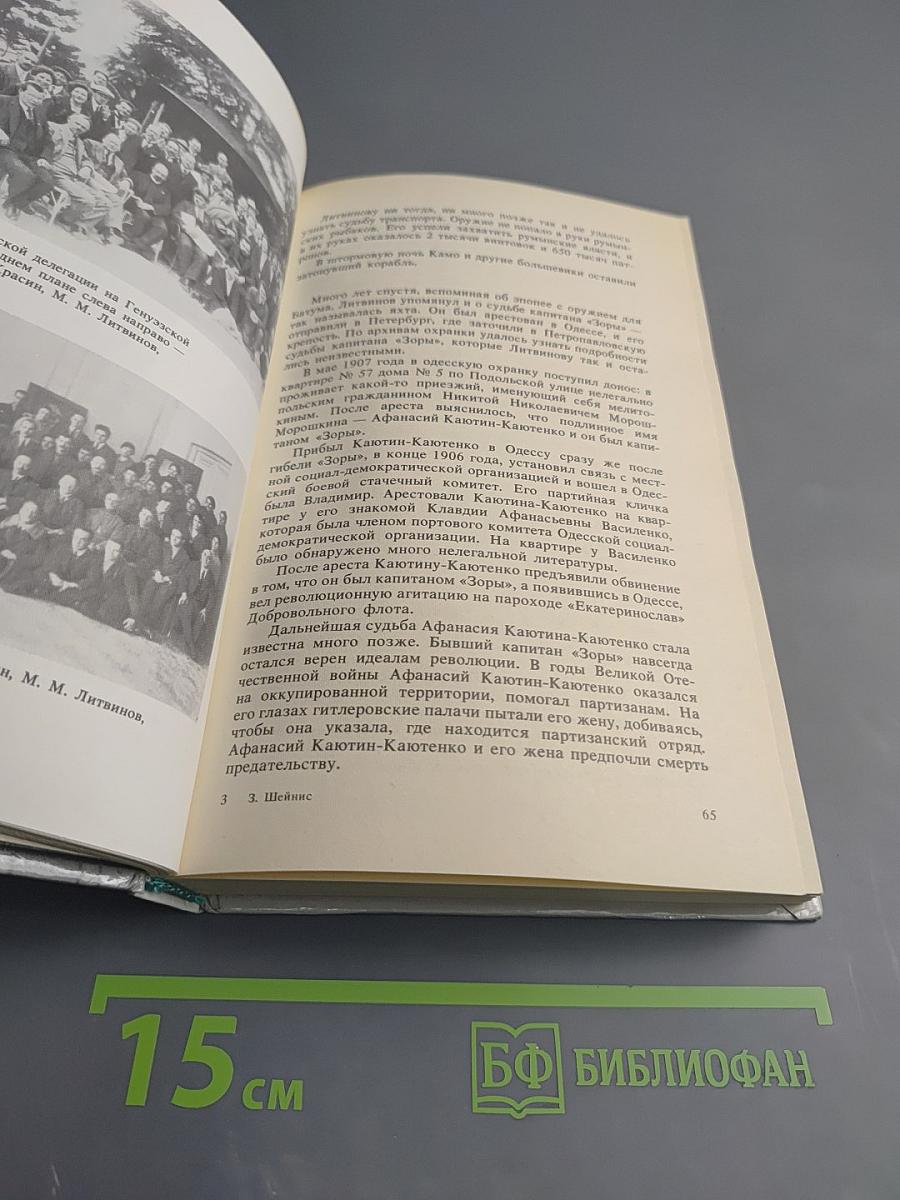 ской делегации на Генуэзской
днем плане слева направо —
расин, М. М. Литвинов,
н, М. М. Литвинов,
Литвинову ни тогда, ни много позже так и не удалось
узнать судьбу транспорта. Оружие не попало в руки румын-
ских рыбаков. Его успели захватить румынские власти, и
в их руках оказалось 2 тысячи винтовок и 650 тысяч пат-
ронов.
В штормовую ночь Камо и другие большевики оставили
затонувший корабль.
Много лет спустя, вспоминая об эпопее с оружием для
Батума, Литвинов упомянул и о судьбе капитана «Зоры» —
так называлась яхта. Он был арестован в Одессе, и его
отправили в Петербург, где заточили в Петропавловскую
крепость. По архивам охранки удалось узнать подробности
судьбы капитана «Зоры», которые Литвинову так и оста-
лись неизвестными.
В мае 1907 года в одесскую охранку поступил донос: в
квартире № 57 дома № 5 по Подольской улице нелегально
проживает какой-то приезжий, именующий себя мелито-
польским гражданином Никитой Николаевичем Морош-
киным. После ареста выяснилось, что подлинное имя
Морошкина — Афанасий Каютин-Каютенко и он был капи-
таном «Зоры».
Прибыл Каютин-Каютенко в Одессу сразу же после
гибели «Зоры», в конце 1906 года, установил связь с мест-
ной социал-демократической организацией и вошел в Одес-
ский боевой стачечный комитет. Его партийная кличка
была Владимир. Арестовали Каютина-Каютенко на квар-
тире у его знакомой Клавдии Афанасьевны Василенко,
которая была членом портового комитета Одесской социал-
демократической организации. На квартире у Василенко
было обнаружено много нелегальной литературы.
После ареста Каютину-Каютенко предъявили обвинение
в том, что он был капитаном «Зоры», а появившись в Одессе,
вел революционную агитацию на пароходе «Екатеринослав»
Добровольного флота.
Дальнейшая судьба Афанасия Каютина-Каютенко стала
известна много позже. Бывший капитан «Зоры» навсегда
остался верен идеалам революции. В годы Великой Оте-
чественной войны Афанасий Каютин-Каютенко оказался
на оккупированной территории, помогал партизанам. На
его глазах гитлеровские палачи пытали его жену, добиваясь,
чтобы она указала, где находится партизанский отряд.
Афанасий Каютин-Каютенко и его жена предпочли смерть
предательству.
3 З. Шейнис
65
15 см
БФ БИБЛИОФАН